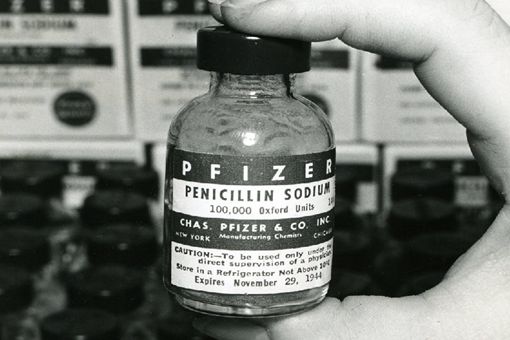 PFIZER
PENICILLIN SODIUM
100,000 Oxford Units
CHAS. PFIZER & CO. INC.
NEW YORK Manufacturing Chemists
CAUTION:—To be used only under
direct supervision of a physician
Store in a Refrigerator Not Above
Expires November 29, 1944